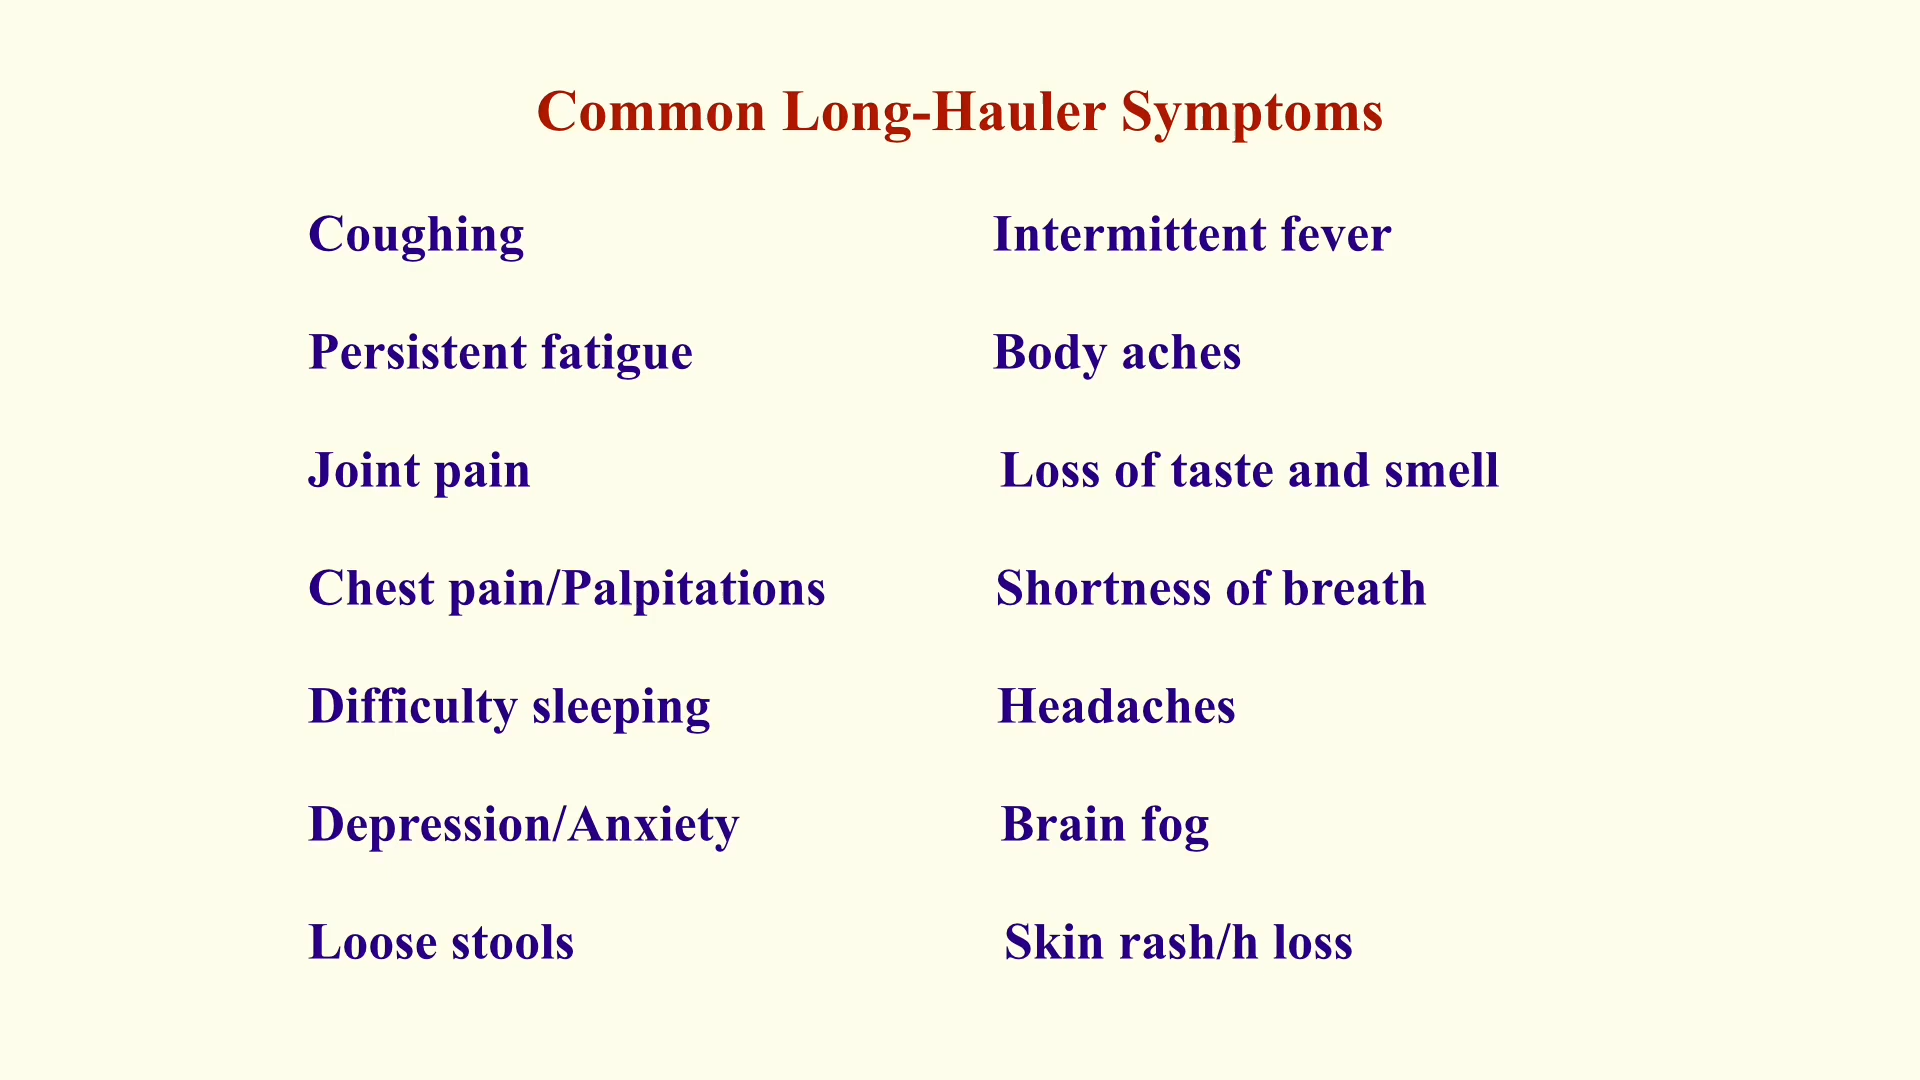 Common Long-Hauler Symptoms
Coughing Intermittent fever
Persistent fatigue Body aches
Joint pain Loss of taste and smell
Chest pain/Palpitations Shortness of breath
Difficulty sleeping Headaches
Depression/Anxiety Brain fog
Loose stools Skin rash/h loss